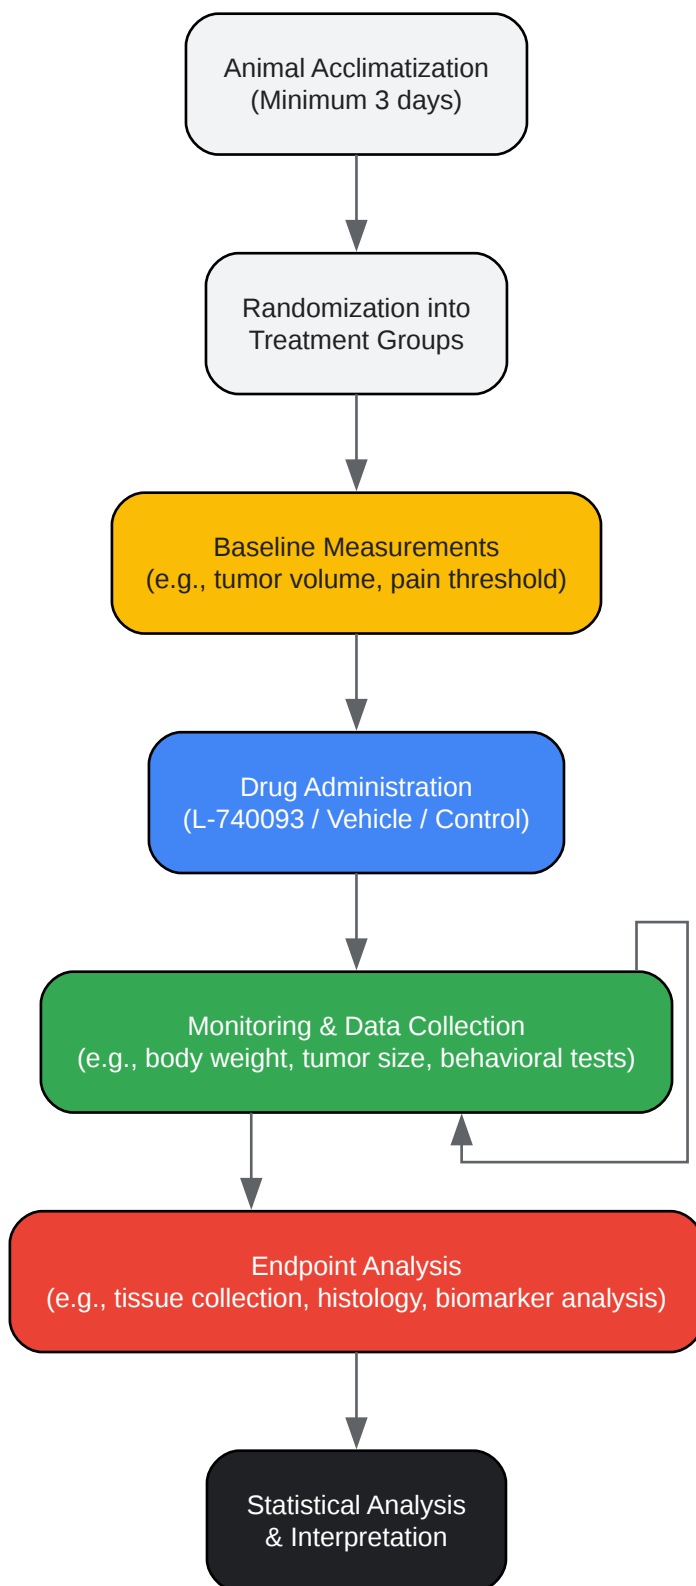 Animal Acclimatization
(Minimum 3 days)
Randomization into
Treatment Groups
Baseline Measurements
(e.g., tumor volume, pain threshold)
Drug Administration
(L-740093 / Vehicle / Control)
Monitoring & Data Collection
(e.g., body weight, tumor size, behavioral tests)
Endpoint Analysis
(e.g., tissue collection, histology, biomarker analysis)
Statistical Analysis
& Interpretation